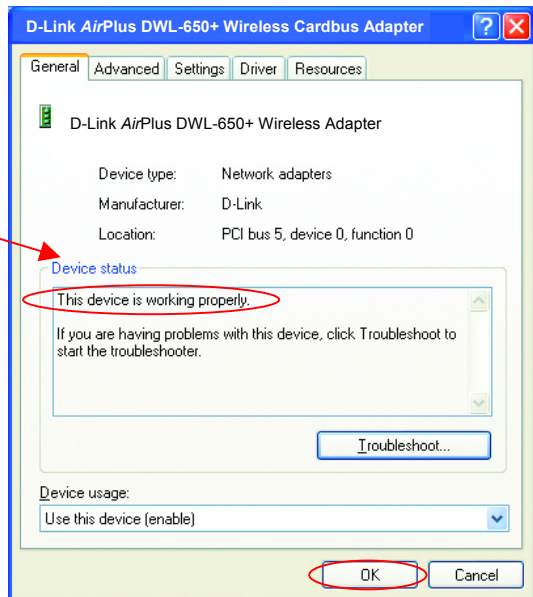 D-Link AirPlus DWL-650+ Wireless Cardbus Adapter
General Advanced Settings Driver Resources
D-Link AirPlus DWL-650+ Wireless Adapter
Device type: Network adapters
Manufacturer: D-Link
Location: PCI bus 5, device 0, function 0
Device status
This device is working properly.
If you are having problems with this device, click Troubleshoot to
start the troubleshooter.
Troubleshoot...
Device usage:
Use this device (enable)
OK Cancel